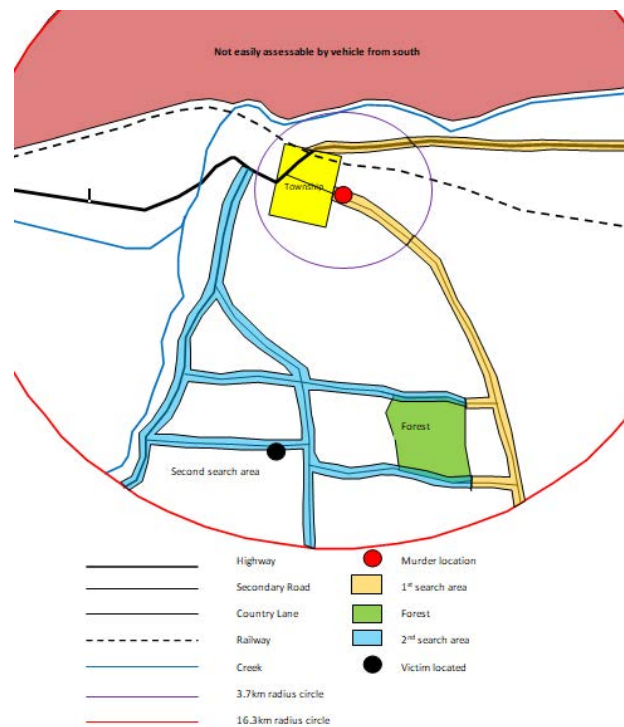 Not easily assessable by vehicle from south
Township
Forest
Second search area
Highway
Murder location
Secondary Road
1st search area
Country Lane
Forest
Railway
2nd search area
Creek
Victim located
3.7km radius circle
16.3km radius circle